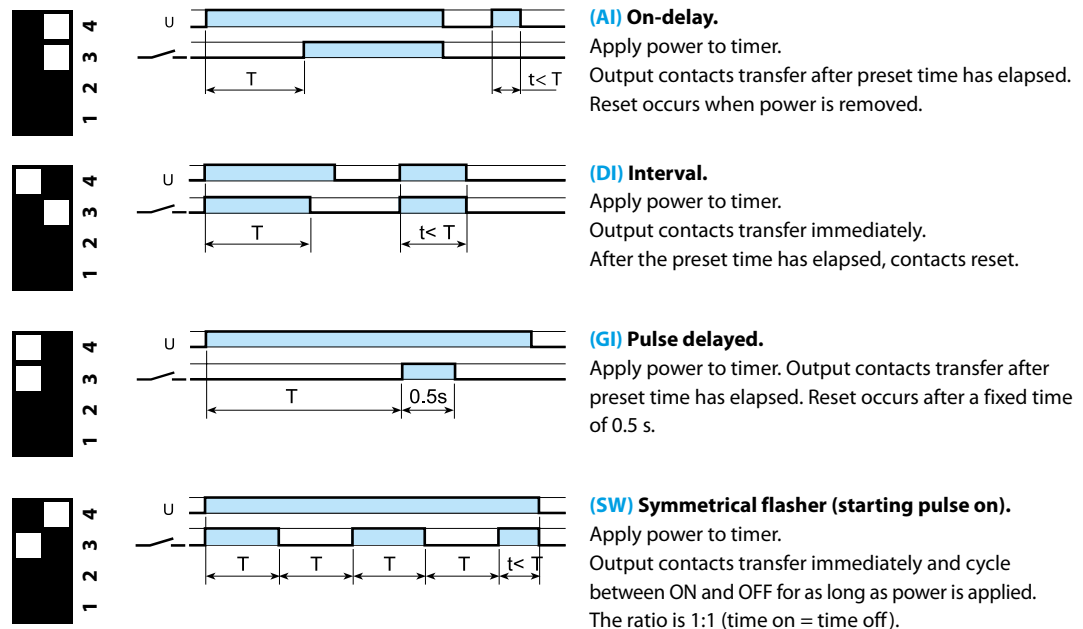 4
3
2
1
U
T
t< T
(AI) On-delay.
Apply power to timer.
Output contacts transfer after preset time has elapsed.
Reset occurs when power is removed.
4
3
2
1
U
T
t< T
(DI) Interval.
Apply power to timer.
Output contacts transfer immediately.
After the preset time has elapsed, contacts reset.
4
3
2
1
U
T
0.5s
(GI) Pulse delayed.
Apply power to timer. Output contacts transfer after
preset time has elapsed. Reset occurs after a fixed time
of 0.5 s.
4
3
2
1
U
T T T T t< T
(SW) Symmetrical flasher (starting pulse on).
Apply power to timer.
Output contacts transfer immediately and cycle
between ON and OFF for as long as power is applied.
The ratio is 1:1 (time on = time off).